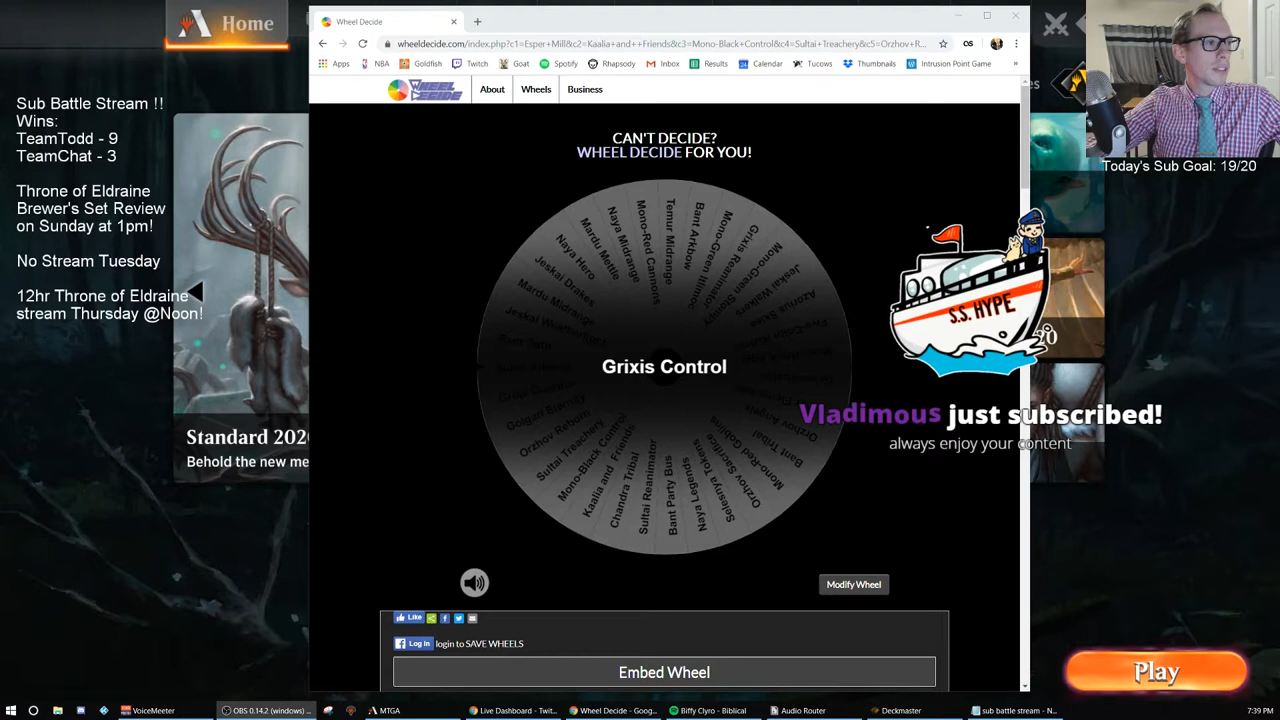 Home
Wheel Decide
wheeldecide.com/index.php?c1=Esper Mill&c2=Kaalia and ++Friends&c3=Mono-Black Control&c4=Sultai Treachery&c5=Orzhov R...
Apps
NBA
Goldfish
Twitch
Goat
Spotify
Rhapsody
Inbox
Results
Calendar
Tucows
Thumbnails
Intrusion Point Game
»
WHEEL DECIDE
About
Wheels
Business
Sub Battle Stream !!
Wins:
TeamTodd - 9
TeamChat - 3
Throne of Eldraine
Brewer's Set Review
on Sunday at 1pm!
No Stream Tuesday
12hr Throne of Eldraine
stream Thursday @Noon!
Today's Sub Goal: 19/20
CAN'T DECIDE?
WHEEL DECIDE FOR YOU!
Temur Midrange
Bant Arkbow
Mono-Green Illinois
Grixis Reanimator
Mono-Green Stompy
Jeskai Walkers
Azorius Skies
Orzhov Angels
Bant Tribal
Mono-Red Goblins
Orzhov Sacrifice
Selesnya Tokens
Naya Legends
Bant Party Bus
Sultai Reanimator
Chandra Tribal
Kaalia and Friends
Mono-Black Control
Sultai Treachery
Orzhov Reburn
Golgari Eternity
Mardu Midrange
Jeskai Drakes
Naya Hero
Mardu Mettle
Naya Midrange
Mono-Red Cannons
Grixis Control
S.S. HYPE
Vladimous just subscribed!
always enjoy your content
Standard 202
Behold the new me
Modify Wheel
Like
Log In login to SAVE WHEELS
Embed Wheel
Play
VoiceMeeter
OBS 0.14.2 (windows) ...
MTGA
Live Dashboard - Twit...
Wheel Decide - Goog...
Biffy Clyro - Biblical
Audio Router
Deckmaster
sub battle stream - N...
7:39 PM